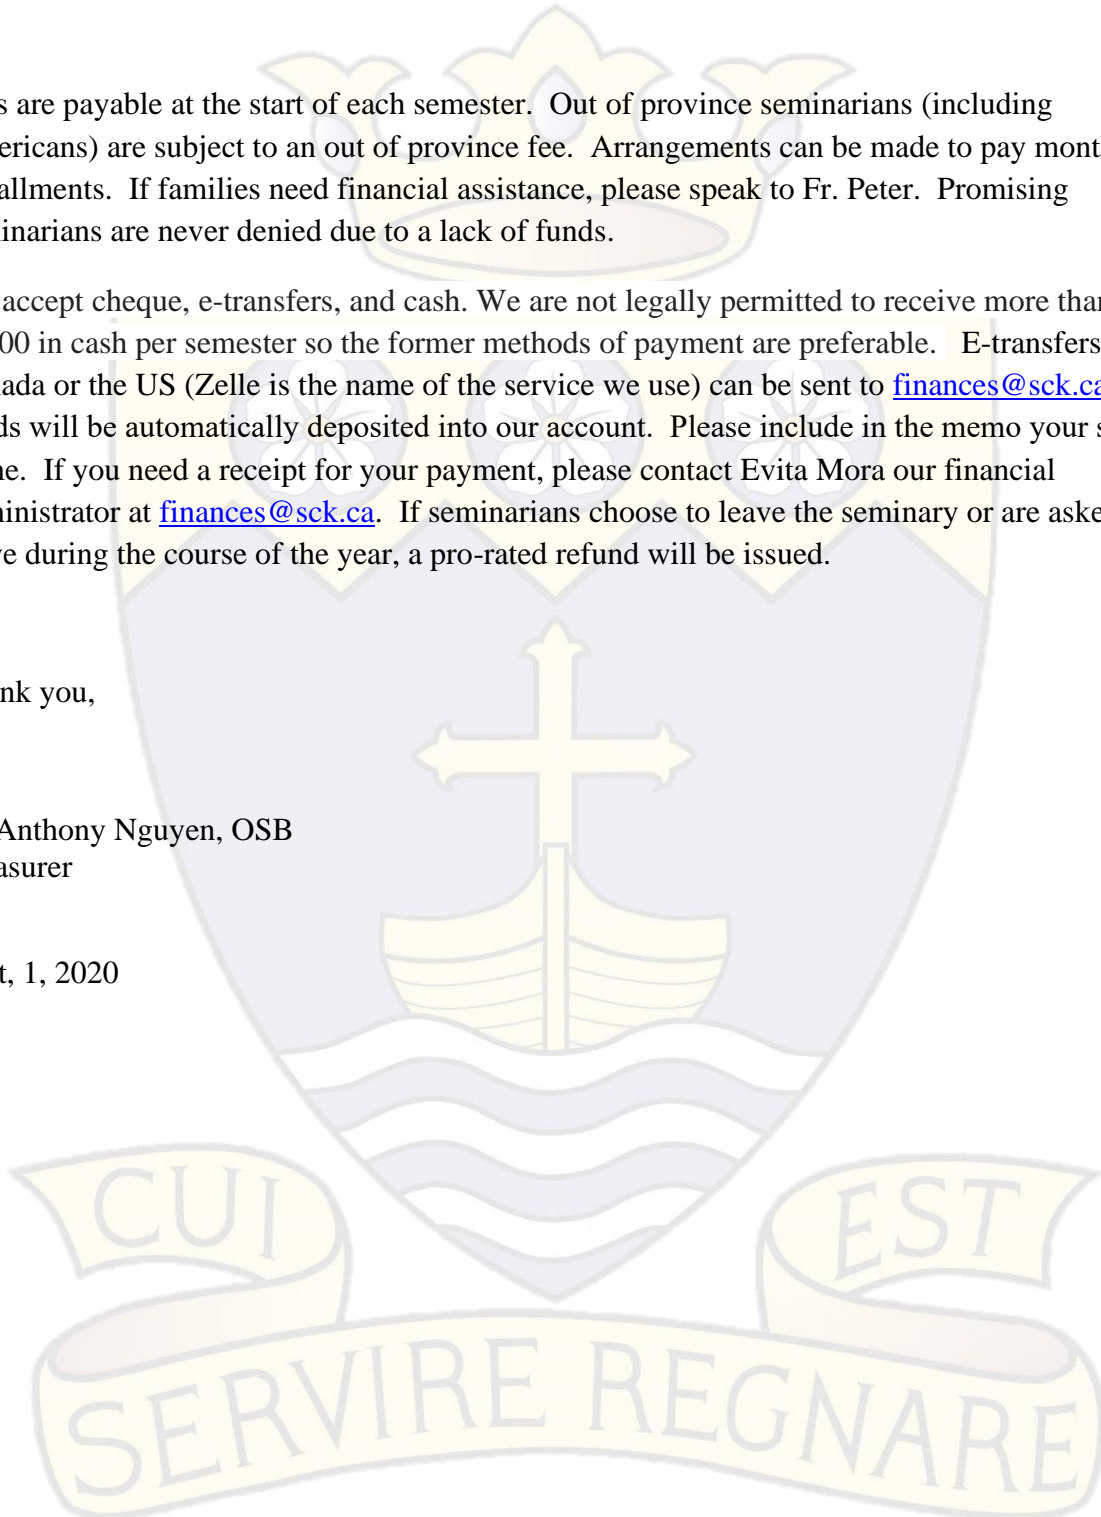 s are payable at the start of each semester.  Out of province seminarians (including
ericans) are subject to an out of province fee.  Arrangements can be made to pay mont
allments.  If families need financial assistance, please speak to Fr. Peter.  Promising
inarians are never denied due to a lack of funds.
accept cheque, e-transfers, and cash. We are not legally permitted to receive more than
00 in cash per semester so the former methods of payment are preferable.   E-transfers
ada or the US (Zelle is the name of the service we use) can be sent to finances@sck.ca
ds will be automatically deposited into our account.  Please include in the memo your s
e.  If you need a receipt for your payment, please contact Evita Mora our financial
ministrator at finances@sck.ca.  If seminarians choose to leave the seminary or are aske
e during the course of the year, a pro-rated refund will be issued.
nk you,
Anthony Nguyen, OSB
asurer
t, 1, 2020
CUI EST
SERVIRE REGNARE